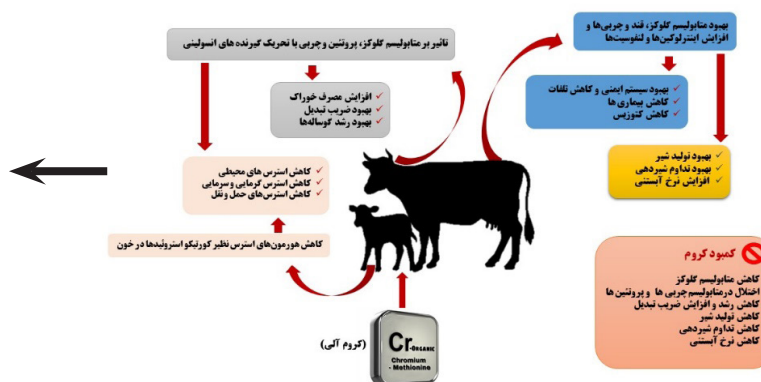 بهبود متابولیسم گلوکز، قند و چربی‌ها و
افزایش اینترلوکین‌ها و لنفوسیت‌ها
تاثیر بر متابولیسم گلوکز، پروتئین و چربی با تحریک گیرنده های انسولینی
بهبود سیستم ایمنی و کاهش تلفات
کاهش بیماری ها
کاهش کتوزیس
افزایش مصرف خوراک
بهبود ضریب تبدیل
بهبود رشد گوساله‌ها
بهبود تولید شیر
بهبود تداوم شیردهی
افزایش نرخ آبستنی
کاهش استرس های محیطی
کاهش استرس گرمایی و سرمایی
کاهش استرس‌های حمل و نقل
کاهش هورمون‌های استرس نظیر کورتیکو استروئیدها در خون
کمبود کروم
کاهش متابولیسم گلوکز
اختلال درمتابولیسم چربی ها و پروتئین ها
کاهش رشد و افزایش ضریب تبدیل
کاهش تولید شیر
کاهش تداوم شیردهی
کاهش نرخ آبستنی
(کروم آلی)
Cr-ORGANIC
Chromium
- Methionine